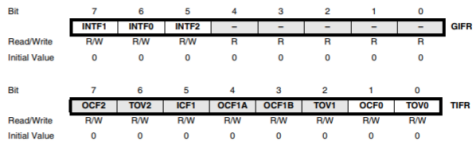 Bit 7 6 5 4 3 2 1 0
INTF1 INTF0 INTF2 – – – – – GIFR
Read/Write R/W R/W R/W R R R R R
Initial Value 0 0 0 0 0 0 0 0
Bit 7 6 5 4 3 2 1 0
OCF2 TOV2 ICF1 OCF1A OCF1B TOV1 OCF0 TOV0 TIFR
Read/Write R/W R/W R/W R/W R/W R/W R/W R/W
Initial Value 0 0 0 0 0 0 0 0